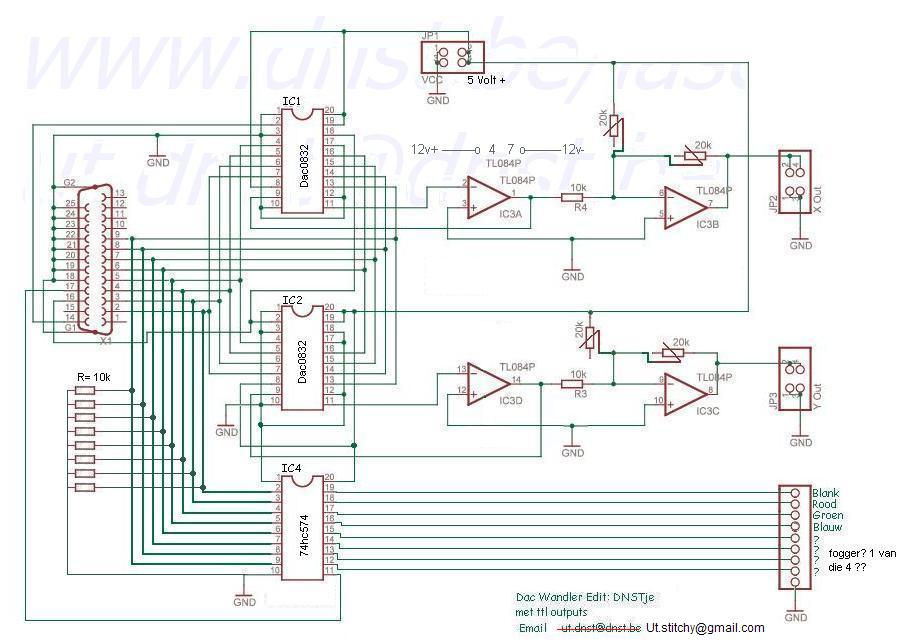 www.dnst.be/lase
ut.dnst@dnst.in
JP1
VCC
5 Volt +
GND
IC1
Dac0832
1
2
3
4
5
6
7
8
9
10
20
19
18
17
16
15
14
13
12
11
GND
12v+ 4 7 12v-
TL084P
2
3
1
IC3A
10k
R4
20k
20k
TL084P
6
5
7
IC3B
GND
JP2
X Out
GND
G2
25
24
23
22
21
20
19
18
17
16
15
14
G1
13
12
11
10
9
8
7
6
5
4
3
2
1
X1
IC2
Dac0832
1
2
3
4
5
6
7
8
9
10
20
19
18
17
16
15
14
13
12
11
GND
TL084P
13
12
14
IC3D
10k
R3
20k
20k
TL084P
9
10
8
IC3C
GND
JP3
Y Out
GND
R= 10k
IC4
74hc574
1
2
3
4
5
6
7
8
9
10
20
19
18
17
16
15
14
13
12
11
GND
Blank
Rood
Groen
Blauw
?
?
?
?
fogger? 1 van
die 4 ??
GND
Dac Wandler Edit: DNSTje
met ttl outputs
Email ut.dnst@dnst.be Ut.stitchy@gmail.com